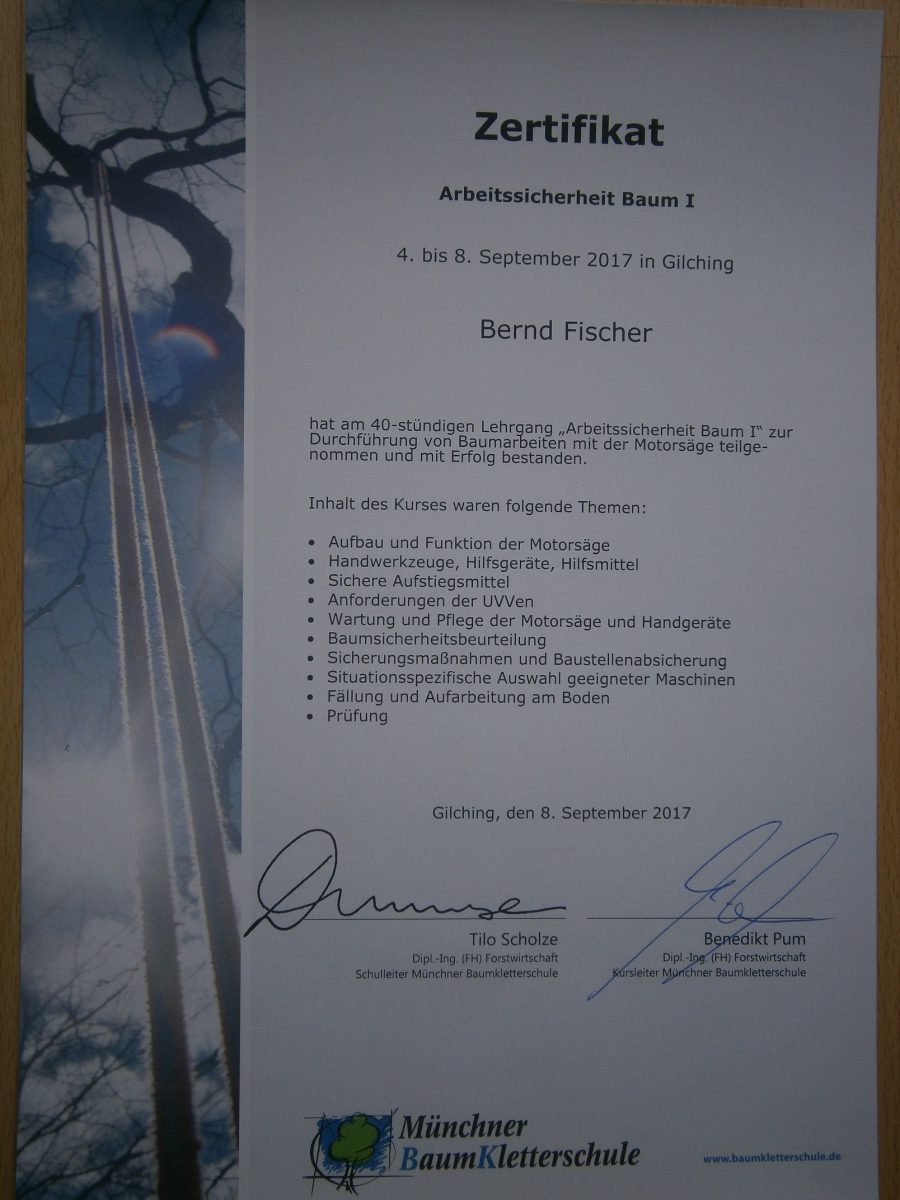 Zertifikat
Arbeitssicherheit Baum I
4. bis 8. September 2017 in Gilching
Bernd Fischer
hat am 40-stündigen Lehrgang „Arbeitssicherheit Baum I“ zur
Durchführung von Baumarbeiten mit der Motorsäge teilge-
nommen und mit Erfolg bestanden.
Inhalt des Kurses waren folgende Themen:
• Aufbau und Funktion der Motorsäge
• Handwerkzeuge, Hilfsgeräte, Hilfsmittel
• Sichere Aufstiegsmittel
• Anforderungen der UVVen
• Wartung und Pflege der Motorsäge und Handgeräte
• Baumsicherheitsbeurteilung
• Sicherungsmaßnahmen und Baustellenabsicherung
• Situationsspezifische Auswahl geeigneter Maschinen
• Fällung und Aufarbeitung am Boden
• Prüfung
Gilching, den 8. September 2017
Tilo Scholze
Dipl.-Ing. (FH) Forstwirtschaft
Schulleiter Münchner Baumkletterschule
Benedikt Pum
Dipl.-Ing. (FH) Forstwirtschaft
Kursleiter Münchner Baumkletterschule
Münchner
BaumKletterschule
www.baumkletterschule.de